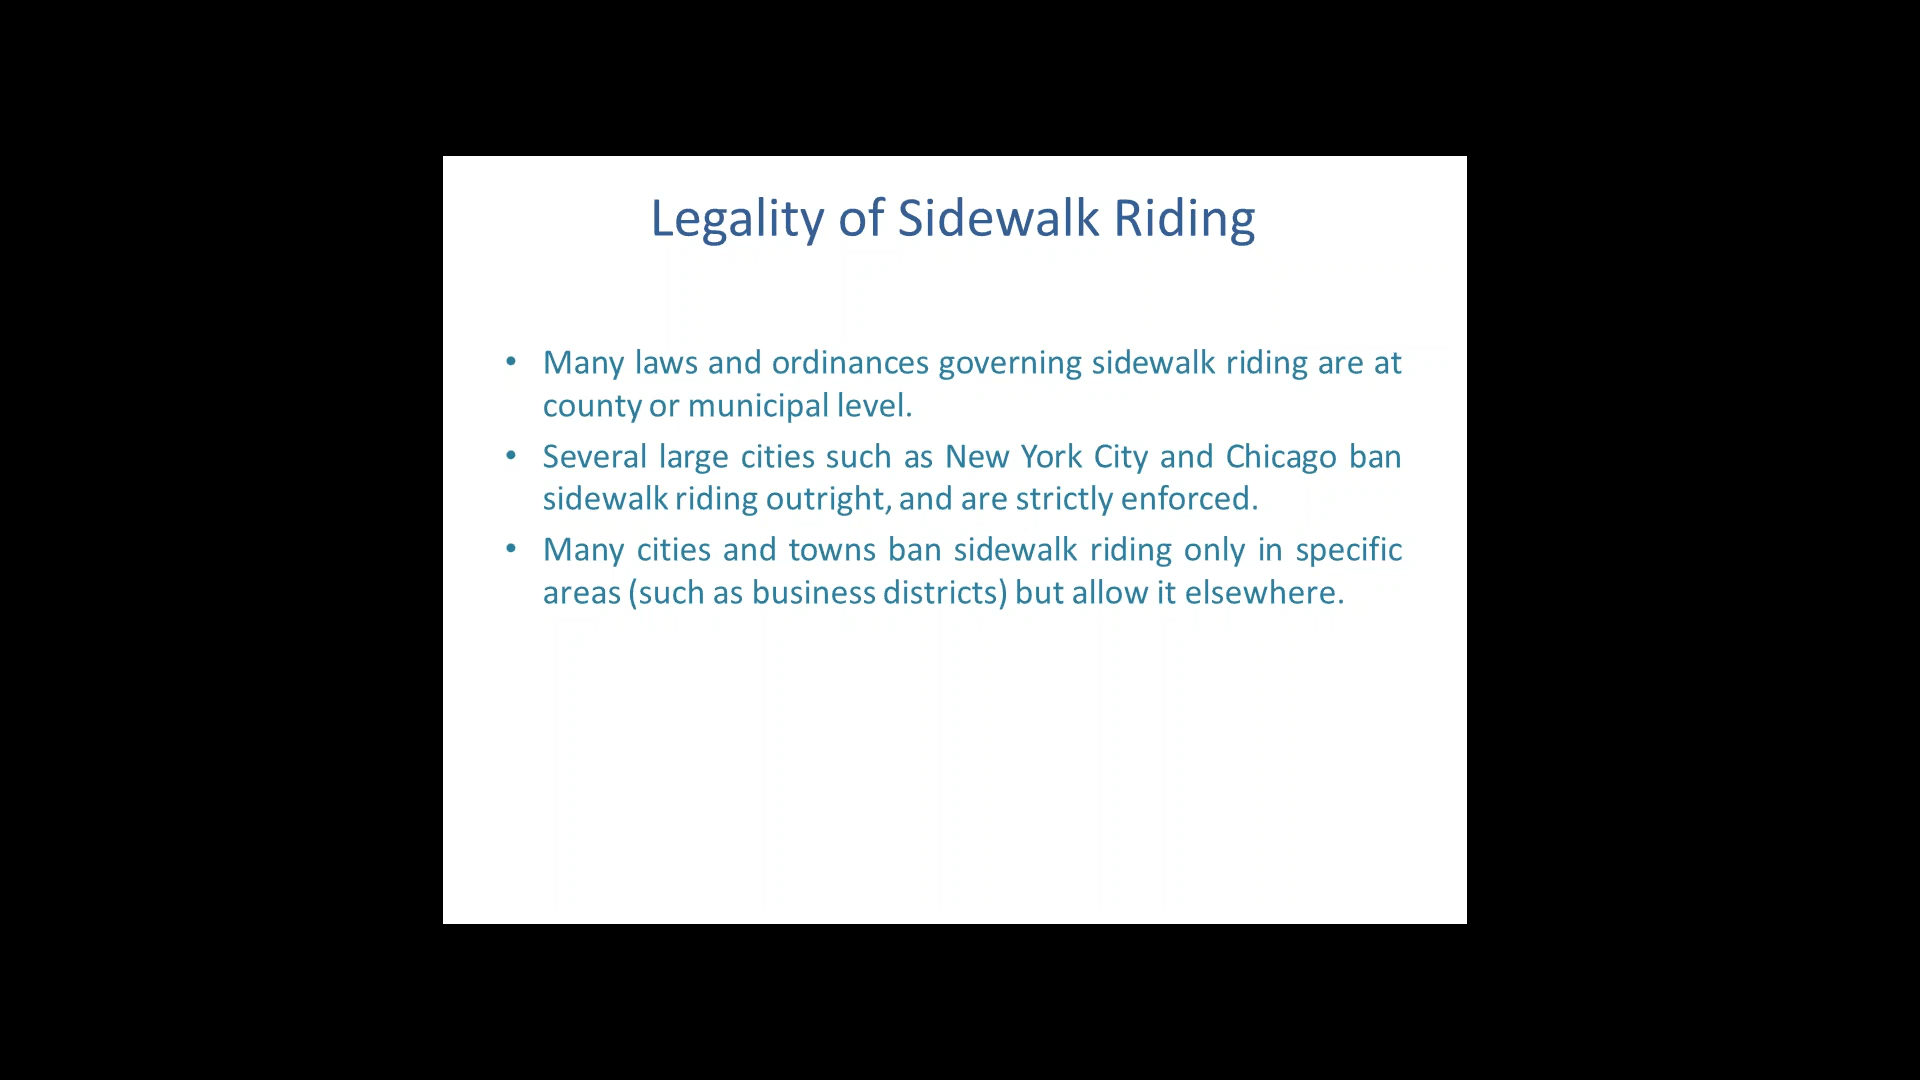 Legality of Sidewalk Riding
• Many laws and ordinances governing sidewalk riding are at
county or municipal level.
• Several large cities such as New York City and Chicago ban
sidewalk riding outright, and are strictly enforced.
• Many cities and towns ban sidewalk riding only in specific
areas (such as business districts) but allow it elsewhere.